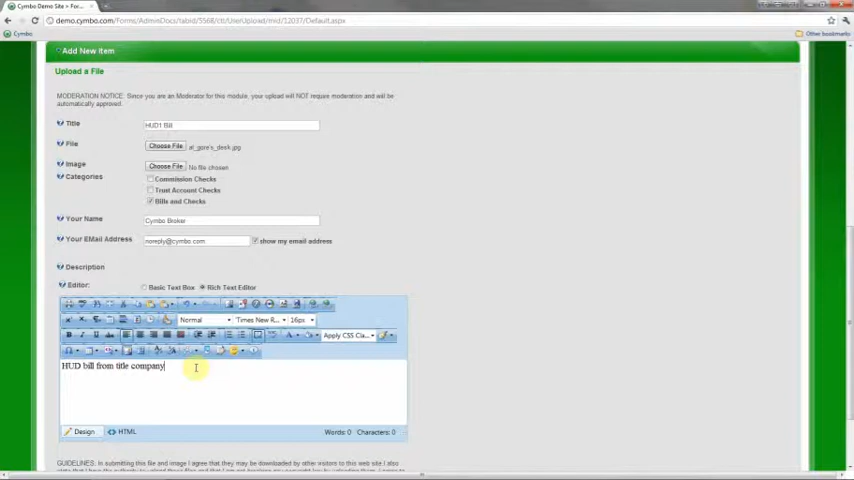 Cymbo Demo Site > Forms > A
demo.cymbo.com/Forms/AdminDocs/tabid/5568/ctl/UserUpload/mid/12037/Default.aspx
Cymbo
Other bookmarks
Add New Item
Upload a File
MODERATION NOTICE: Since you are an Moderator for this module, your upload will NOT require moderation and will be
automatically approved.
Title HUD1 Bill
File Choose File al_gore's_desk.jpg
Image Choose File No file chosen
Categories Commission Checks
Trust Account Checks
Bills and Checks
Your Name Cymbo Broker
Your EMail Address noreply@cymbo.com show my email address
Description
Editor: Basic Text Box Rich Text Editor
Normal "Times New R... 16px
Apply CSS Cla...
HUD bill from title company
Design HTML Words: 0 Characters: 0
GUIDELINES: In submitting this file and image I agree that they may be downloaded by other visitors to this web site I also